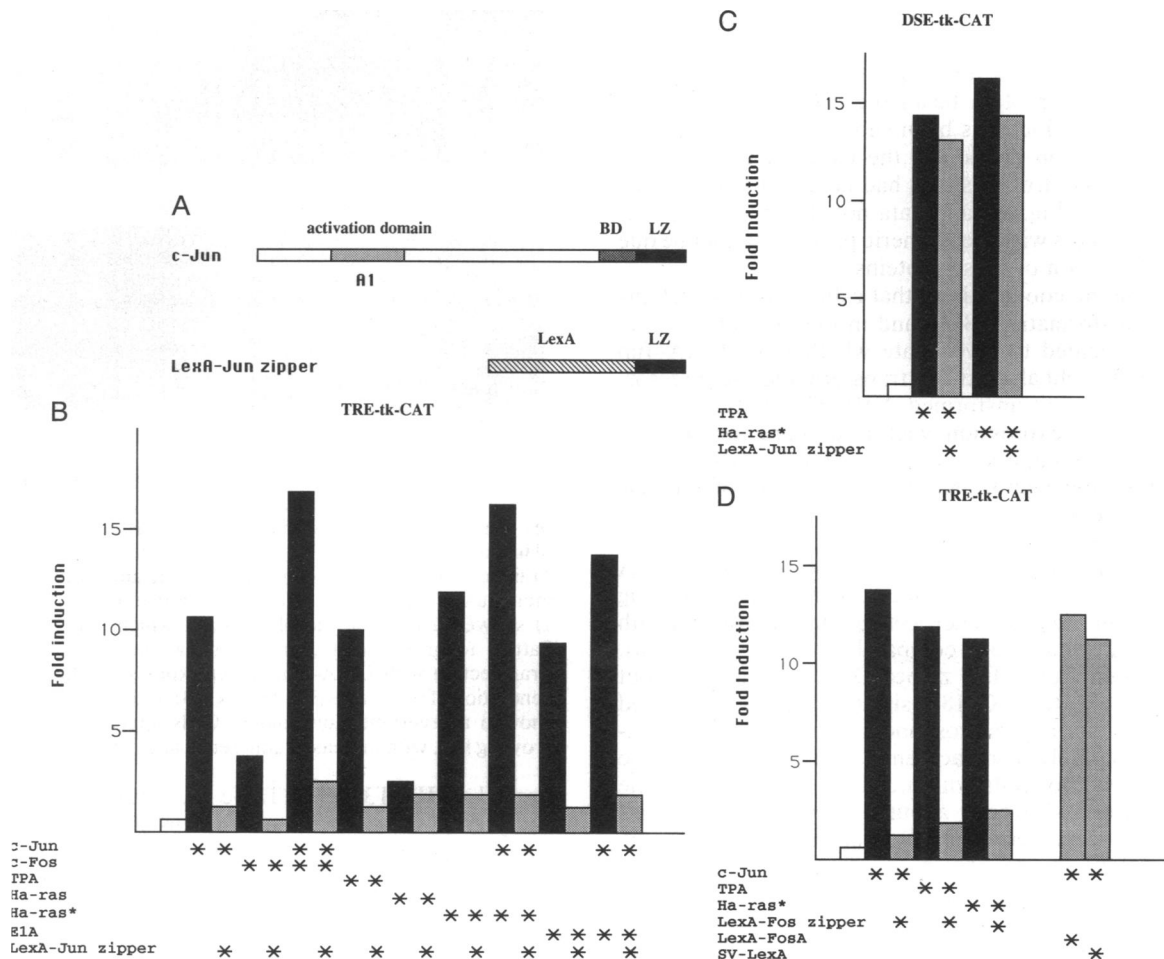 A
activation domain BD LZ
c-Jun
A1
LexA LZ
LexA-Jun zipper
B
TRE-tk-CAT
Fold induction
15
10
5
c-Jun * * * * * * * *
c-Fos * * * *
TPA * *
Ha-ras * *
Ha-ras* * * * *
E1A * * * *
LexA-Jun zipper * * * * * * * * *
C
DSE-tk-CAT
Fold Induction
15
10
5
TPA * *
Ha-ras* * *
LexA-Jun zipper * *
D
TRE-tk-CAT
Fold Induction
15
10
5
c-Jun * * * *
TPA * *
Ha-ras* * *
LexA-Fos zipper * * *
LexA-FosA *
SV-LexA *